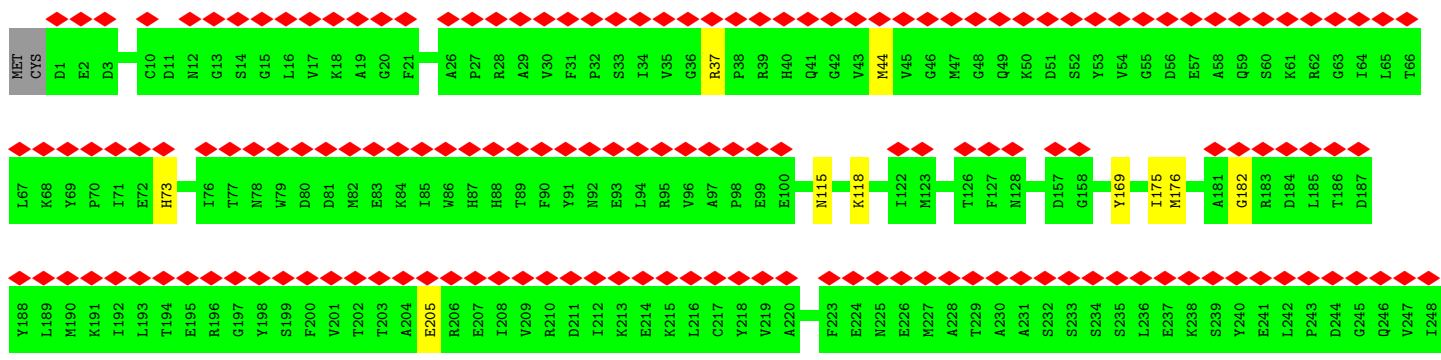 MET CYS D1 E2 D3 C10 D11 N12 G13 S14 G15 L16 V17 K18 A19 G20 F21 A26 P27 R28 A29 V30 F31 P32 S33 I34 V35 G36 R37 P38 R39 H40 Q41 G42 V43 M44 V45 G46 M47 G48 Q49 K50 D51 S52 Y53 V54 G55 D56 E57 A58 Q59 S60 K61 R62 G63 I64 L65 T66
L67 K68 Y69 P70 I71 E72 H73 I76 T77 N78 W79 D80 D81 M82 E83 K84 I85 W86 H87 H88 T89 F90 Y91 N92 E93 L94 R95 V96 A97 P98 E99 E100 N115 K118 I122 M123 T126 F127 N128 D157 G158 Y169 I175 M176 A181 G182 R183 D184 L185 T186 D187
Y188 L189 M190 K191 I192 L193 T194 E195 R196 G197 Y198 S199 F200 V201 T202 T203 A204 E205 R206 E207 I208 V209 R210 D211 I212 K213 E214 K215 L216 C217 Y218 V219 A220 F223 E224 N225 E226 M227 A228 T229 A230 A231 S232 S233 S234 S235 L236 E237 K238 S239 Y240 E241 L242 P243 D244 G245 Q246 V247 I248